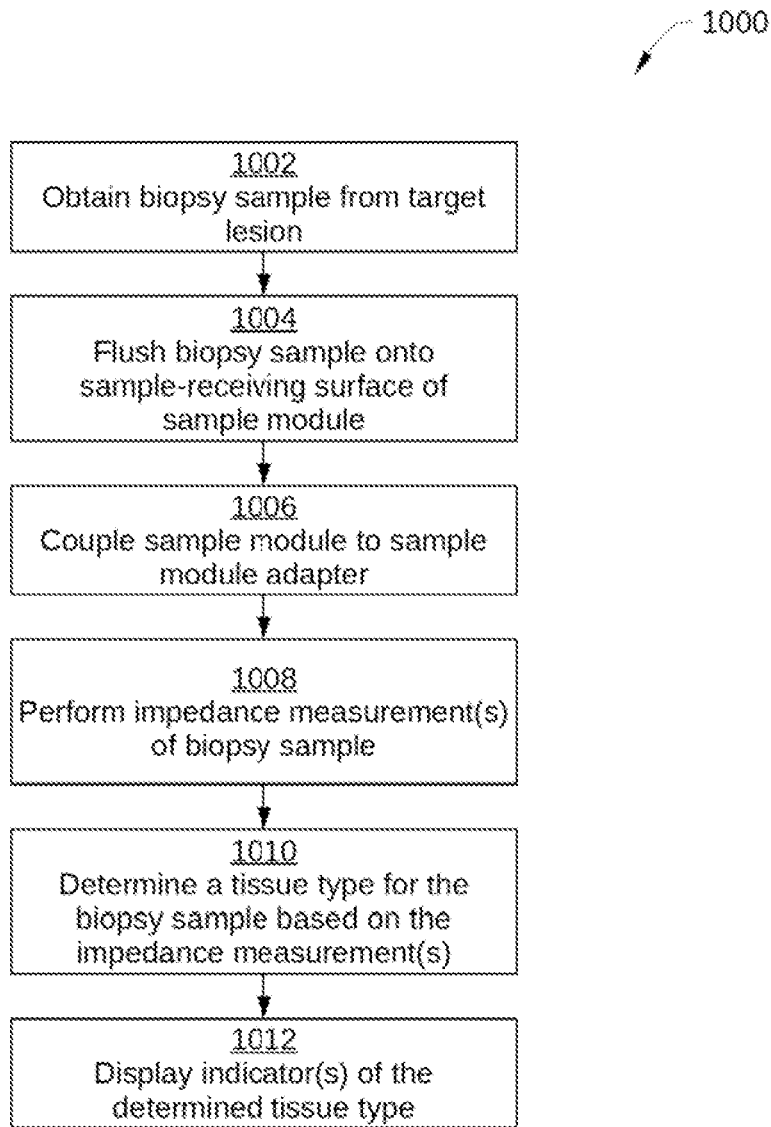 1000
1002
Obtain biopsy sample from target
lesion
1004
Flush biopsy sample onto
sample-receiving surface of
sample module
1006
Couple sample module to sample
module adapter
1008
Perform impedance measurement(s)
of biopsy sample
1010
Determine a tissue type for the
biopsy sample based on the
impedance measurement(s)
1012
Display indicator(s) of the
determined tissue type